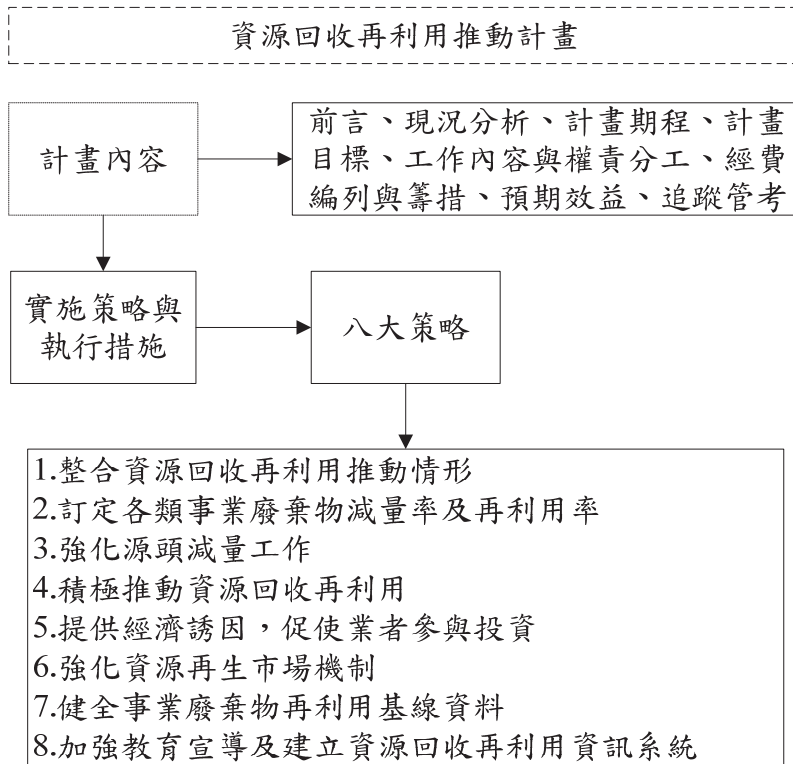 資源回收再利用推動計畫
計畫內容
前言、現況分析、計畫期程、計畫
目標、工作內容與權責分工、經費
編列與籌措、預期效益、追蹤管考
實施策略與
執行措施
八大策略
1.整合資源回收再利用推動情形
2.訂定各類事業廢棄物減量率及再利用率
3.強化源頭減量工作
4.積極推動資源回收再利用
5.提供經濟誘因，促使業者參與投資
6.強化資源再生市場機制
7.健全事業廢棄物再利用基線資料
8.加強教育宣導及建立資源回收再利用資訊系統